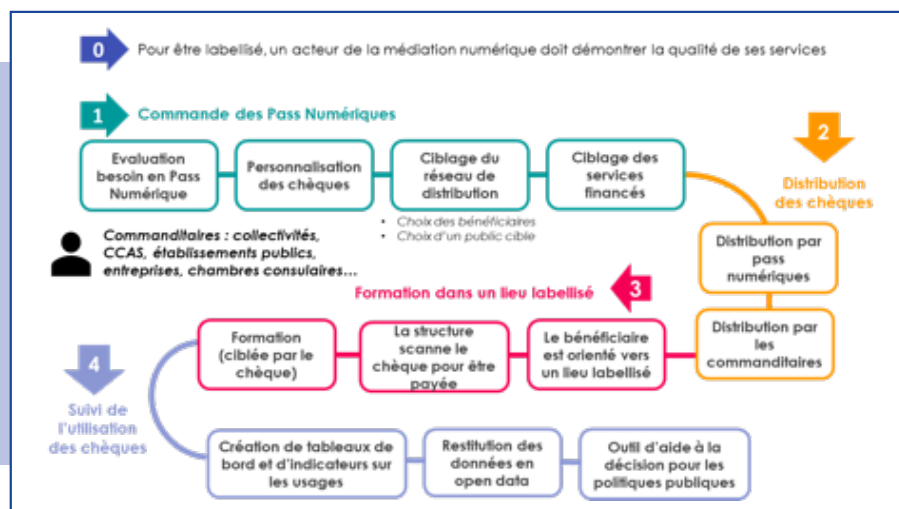 0
Pour être labellisé, un acteur de la médiation numérique doit démontrer la qualité de ses services
1
Commande des Pass Numériques
Evaluation
besoin en Pass
Numérique
Personnalisation
des chèques
Ciblage du
réseau de
distribution
Ciblage des
services
financés
• Choix des bénéficiaires
• Choix d'un public cible
Commanditaires : collectivités,
CCAS, établissements publics,
entreprises, chambres consulaires…
2
Distribution
des chèques
Distribution par
pass
numériques
Distribution par
les
commanditaires
3
Formation dans un lieu labellisé
Le bénéficiaire
est orienté vers
un lieu labellisé
La structure
scanne le
chèque pour être
payée
Formation
(ciblée par le
chèque)
4
Suivi de
l'utilisation
des chèques
Création de tableaux de
bord et d'indicateurs sur
les usages
Restitution des
données en
open data
Outil d'aide à la
décision pour les
politiques publiques